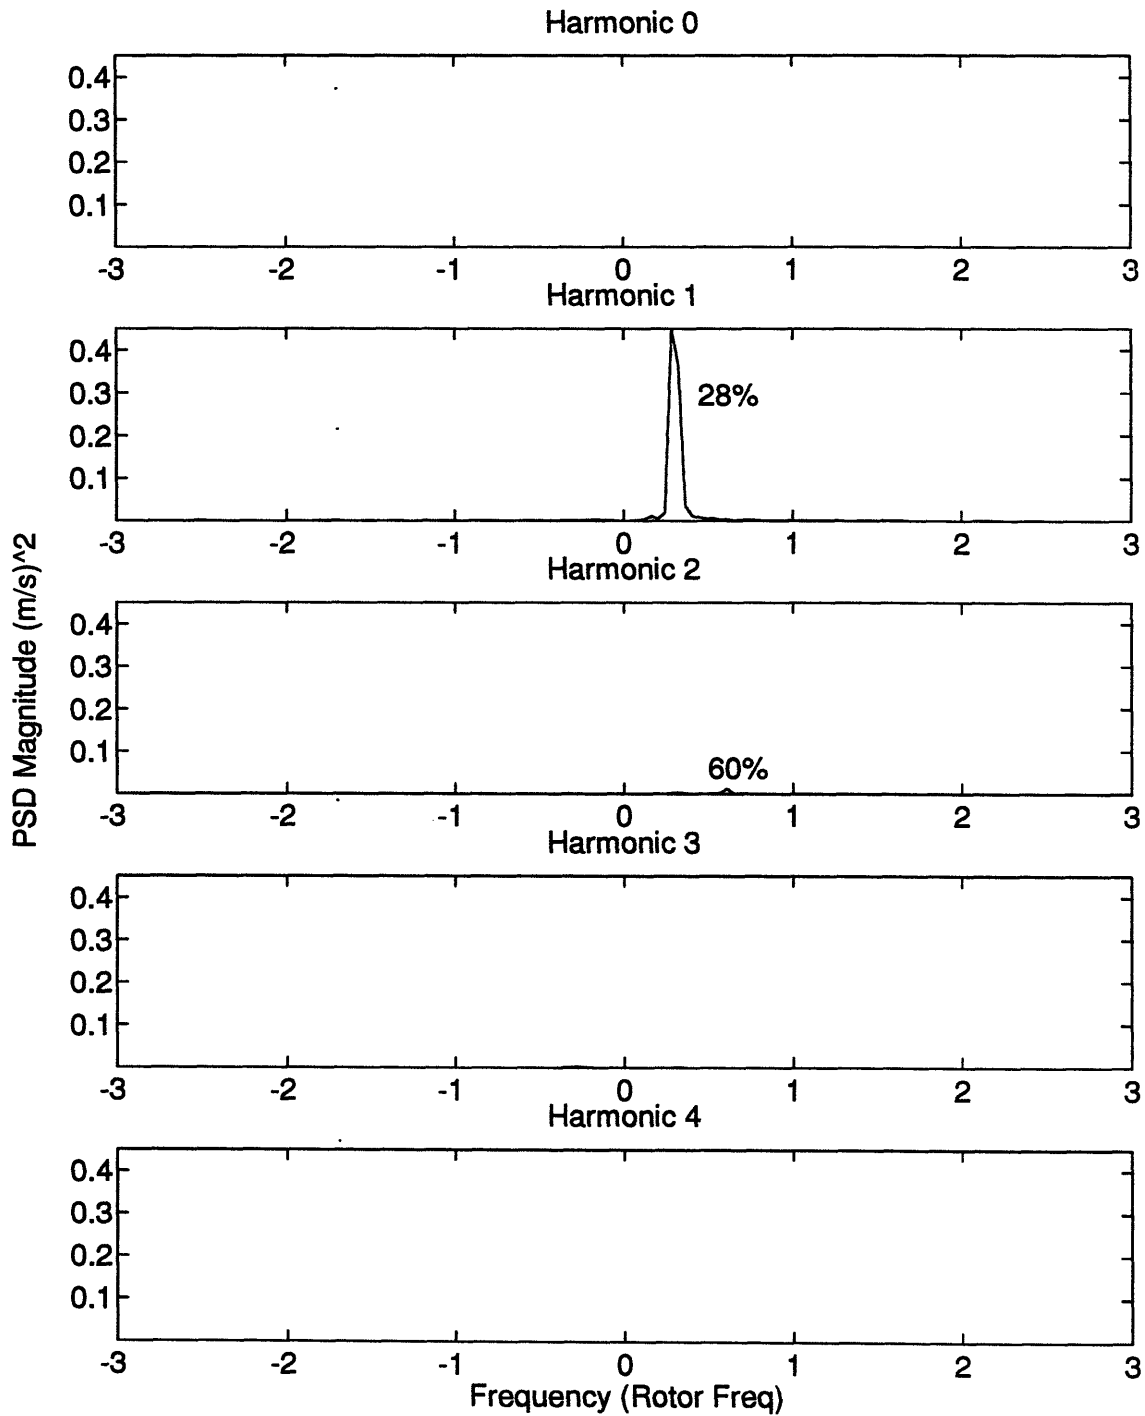 Harmonic 0
0.4
0.3
0.2
0.1
-3 -2 -1 0 1 2 3
Harmonic 1
0.4
0.3
0.2
0.1
28%
-3 -2 -1 0 1 2 3
Harmonic 2
0.4
0.3
0.2
0.1
60%
-3 -2 -1 0 1 2 3
Harmonic 3
0.4
0.3
0.2
0.1
-3 -2 -1 0 1 2 3
Harmonic 4
0.4
0.3
0.2
0.1
-3 -2 -1 0 1 2 3
Frequency (Rotor Freq)
PSD Magnitude (m/s)^2